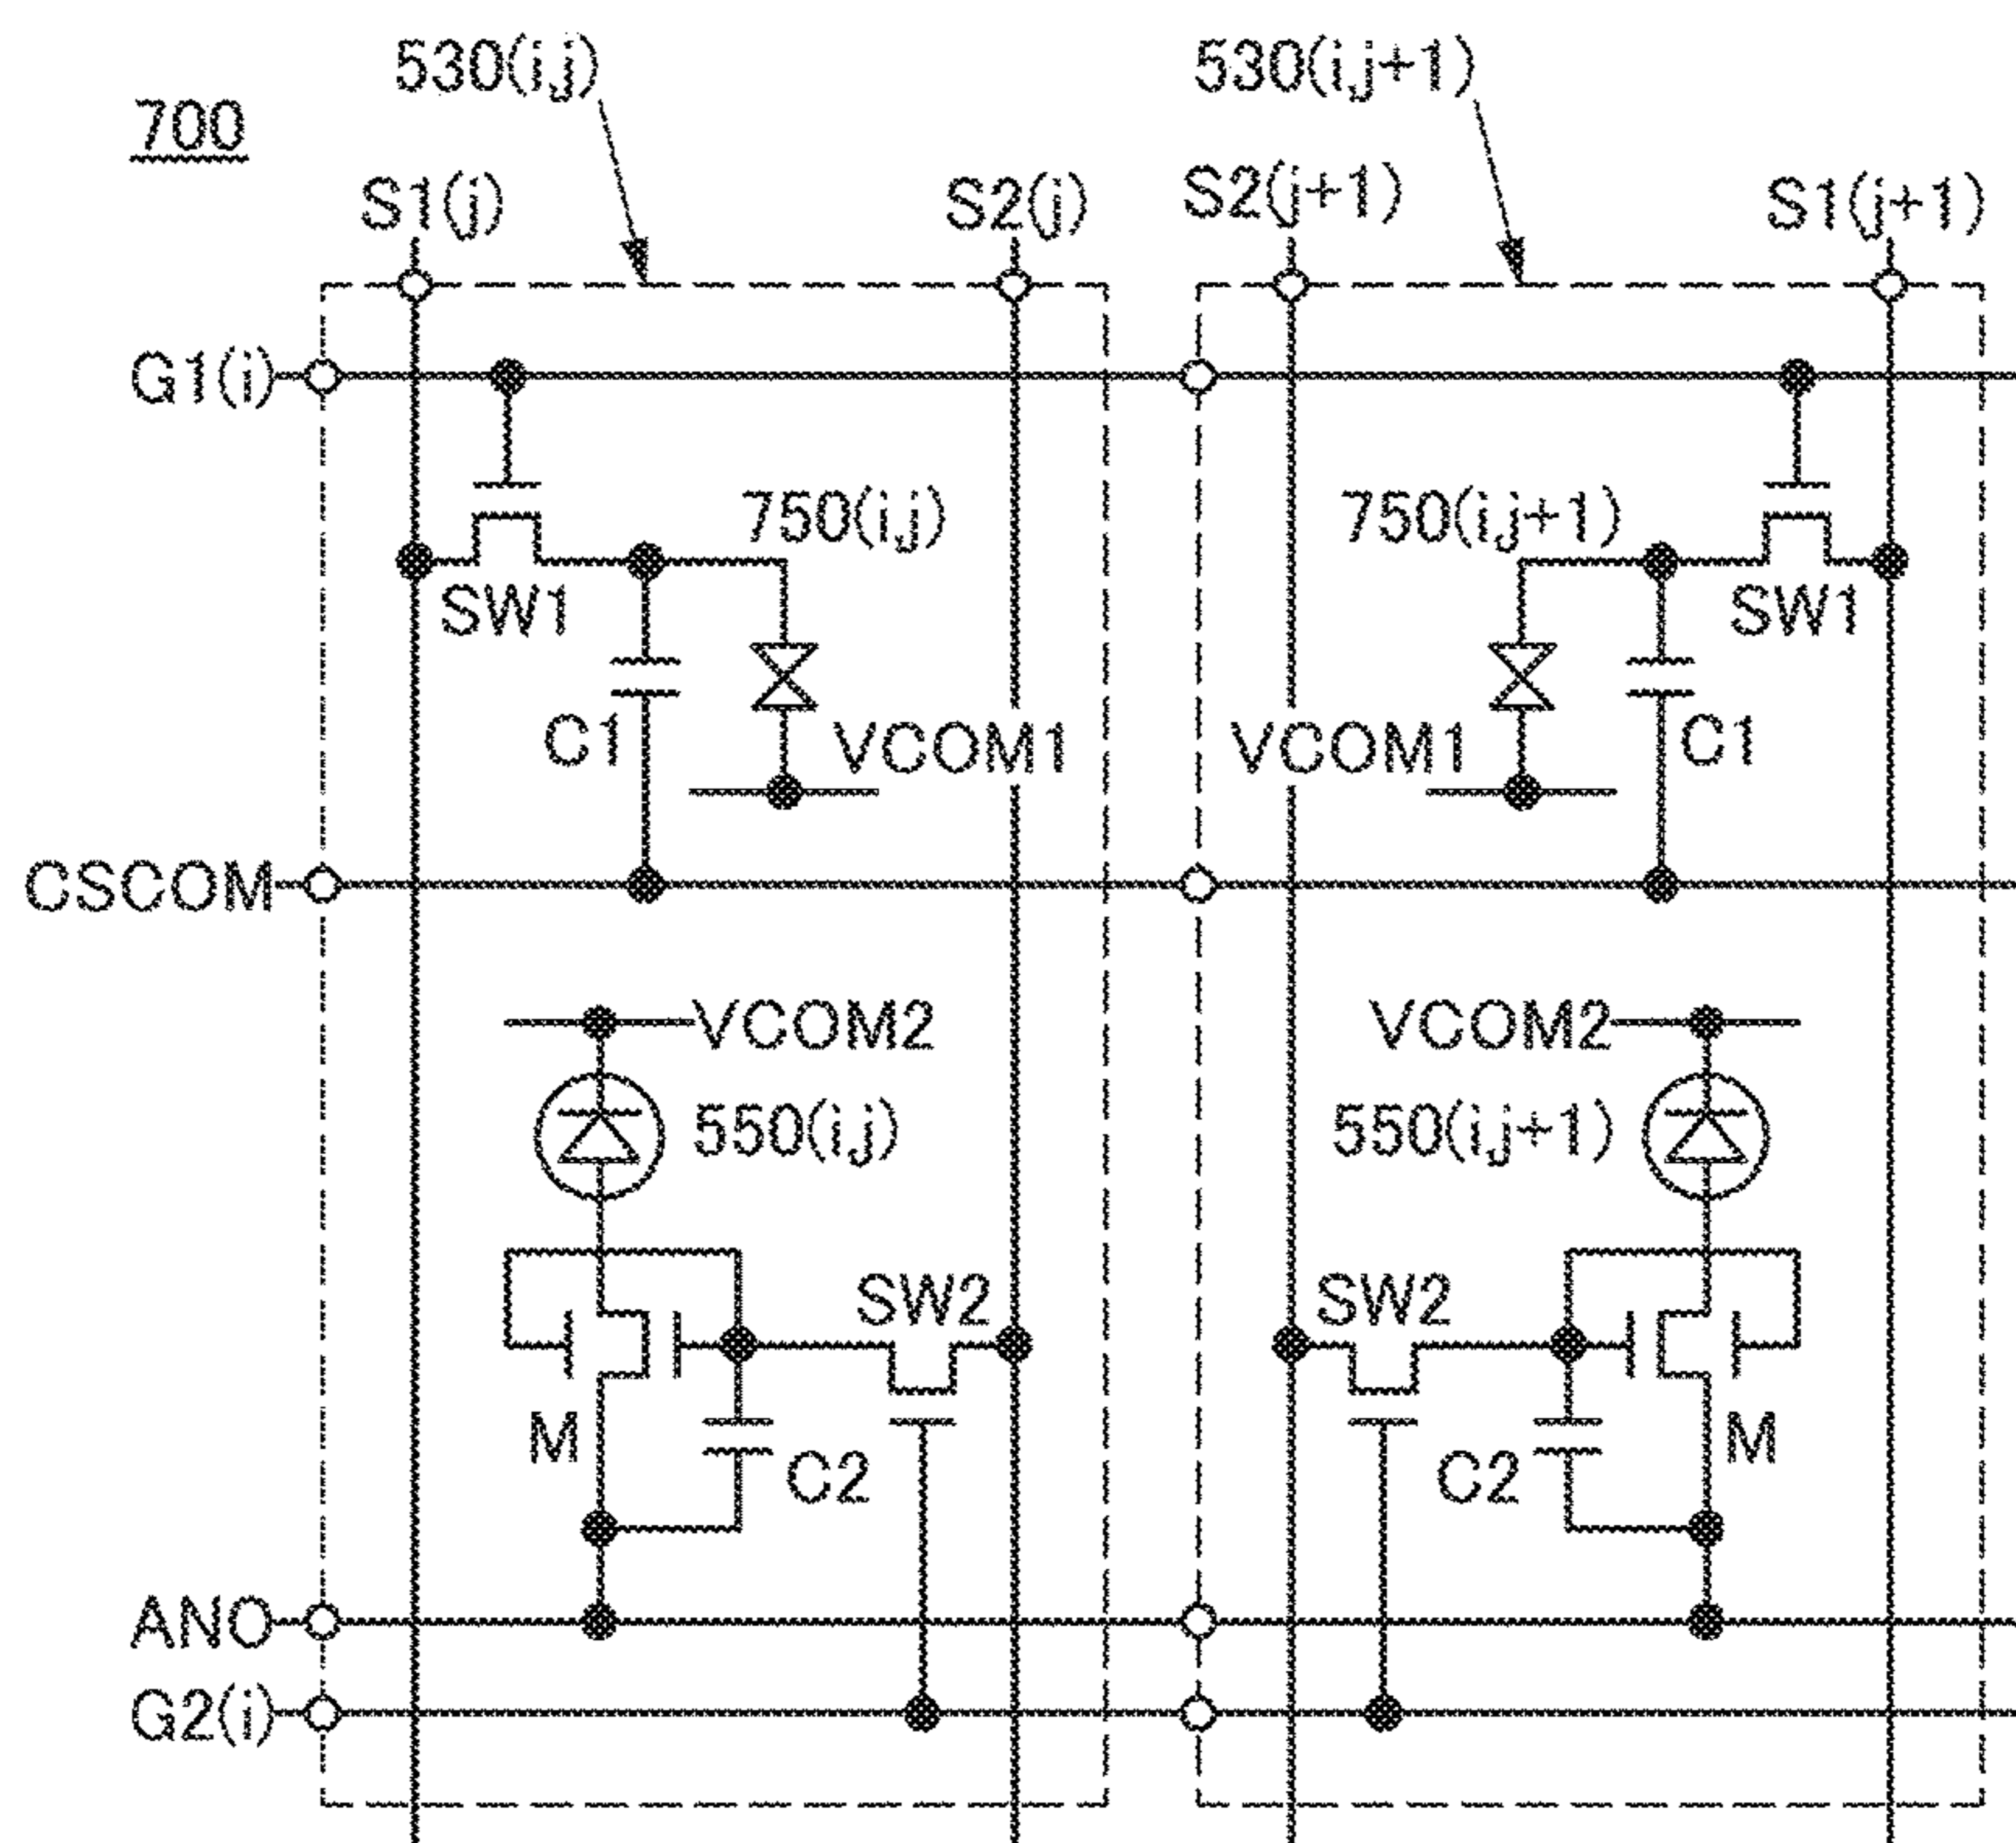 700
530(i,j)
530(i,j+1)
S1(j)
S2(j)
S2(j+1)
S1(j+1)
G1(i)
750(i,j)
750(i,j+1)
SW1
SW1
C1
VCOM1
VCOM1
C1
CSCOM
VCOM2
VCOM2
550(i,j)
550(i,j+1)
SW2
SW2
M
C2
C2
M
ANO
G2(i)